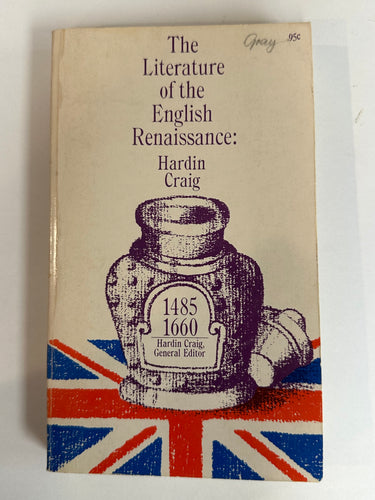 Gray 95¢
The
Literature
of the
English
Renaissance:
Hardin
Craig
1485
1660
Hardin Craig,
General Editor